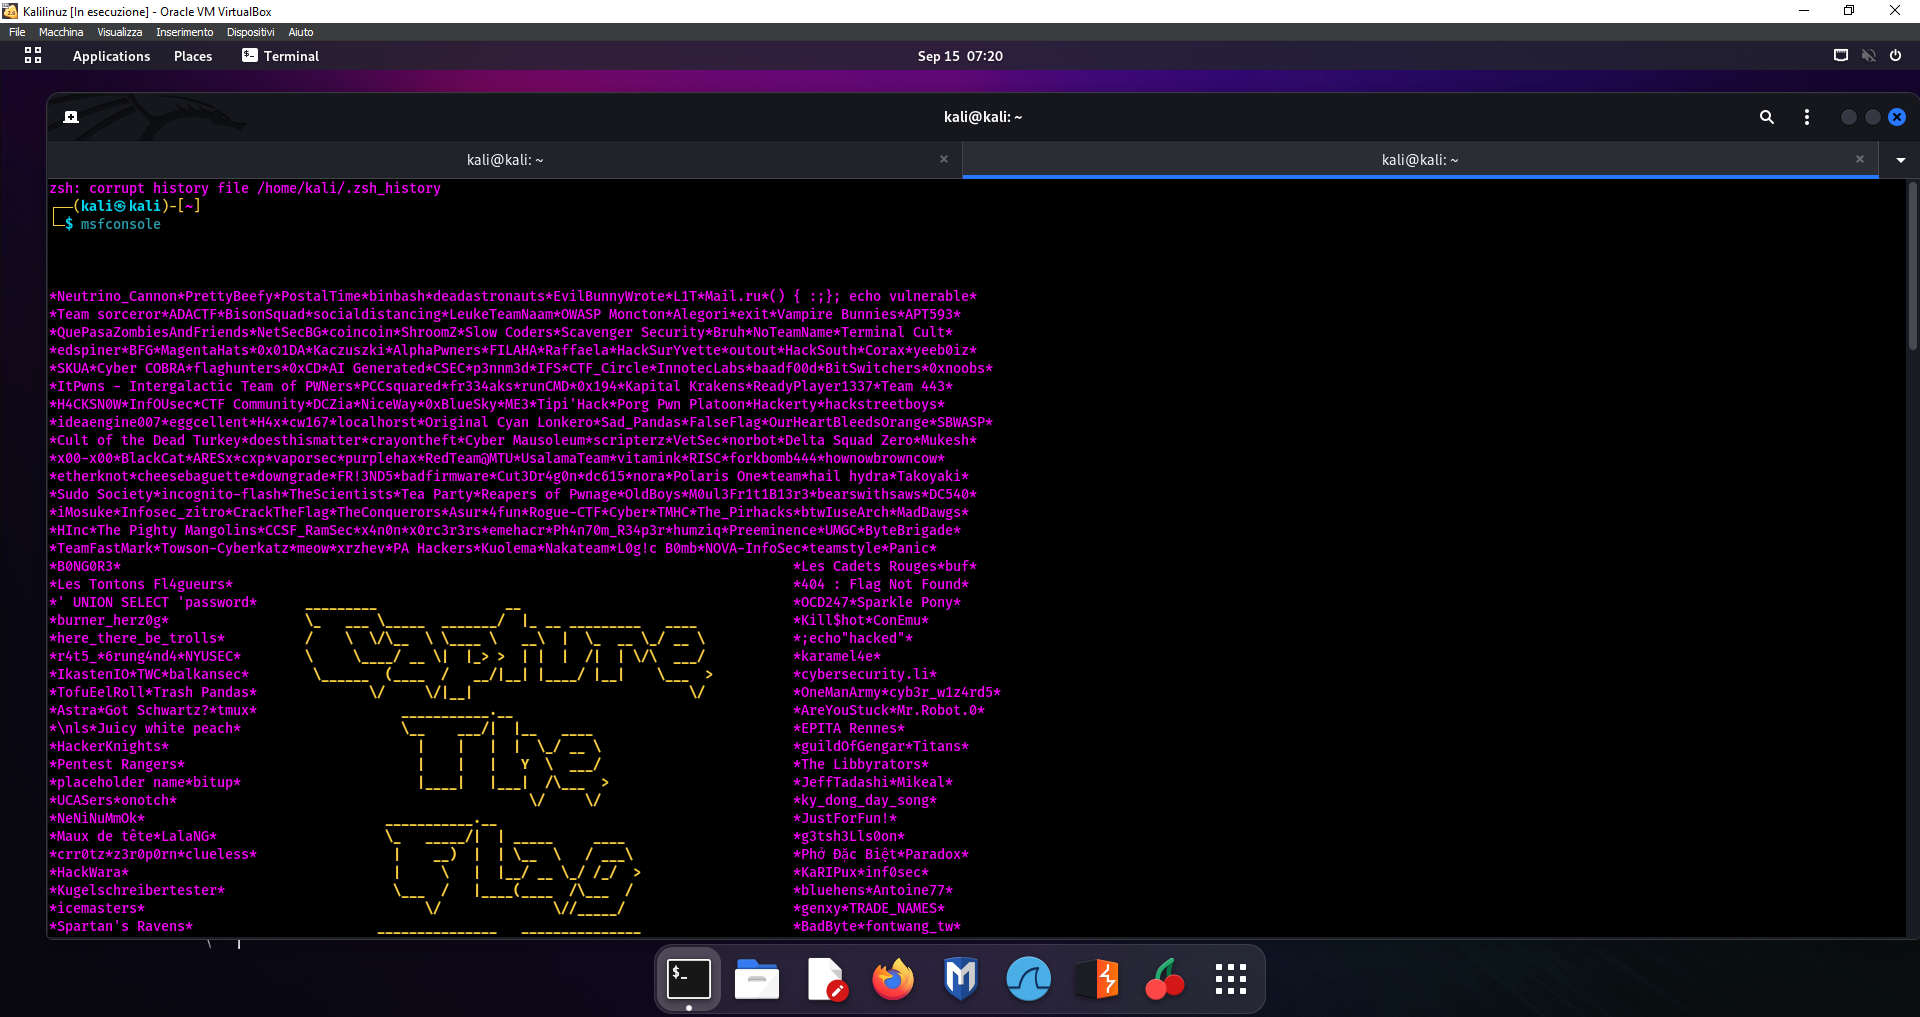 Kalilinuz [In esecuzione] - Oracle VM VirtualBox
File Macchina Visualizza Inserimento Dispositivi Aiuto
Applications Places Terminal Sep 15 07:20
kali@kali: ~
kali@kali: ~ kali@kali: ~
zsh: corrupt history file /home/kali/.zsh_history
┌──(kali㉿kali)-[~]
└─$ msfconsole
*Neutrino_Cannon*PrettyBeefy*PostalTime*binbash*deadastronauts*EvilBunnyWrote*L1T*Mail.ru*() { :;}; echo vulnerable*
*Team sorceror*ADACTF*BisonSquad*socialdistancing*LeukeTeamNaam*OWASP Moncton*Alegori*exit*Vampire Bunnies*APT593*
*QuePasaZombiesAndFriends*NetSecBG*coincoin*ShroomZ*Slow Coders*Scavenger Security*Bruh*NoTeamName*Terminal Cult*
*edspiner*BFG*MagentaHats*0x01DA*Kaczuszki*AlphaPwners*FILAHA*Raffaela*HackSurYvette*outout*HackSouth*Corax*yeeb0iz*
*SKUA*Cyber COBRA*flaghunters*0xCD*AI Generated*CSEC*p3nnm3d*IFS*CTF_Circle*InnotecLabs*baadf00d*BitSwitchers*0xnoobs*
*ItPwns - Intergalactic Team of PWNers*PCCsquared*fr334aks*runCMD*0x194*Kapital Krakens*ReadyPlayer1337*Team 443*
*H4CKSN0W*InfOUsec*CTF Community*DCZia*NiceWay*0xBlueSky*ME3*Tipi'Hack*Porg Pwn Platoon*Hackerty*hackstreetboys*
*ideaengine007*eggcellent*H4x*cw167*localhorst*Original Cyan Lonkero*Sad_Pandas*FalseFlag*OurHeartBleedsOrange*SBWASP*
*Cult of the Dead Turkey*doesthismatter*crayontheft*Cyber Mausoleum*scripterz*VetSec*norbot*Delta Squad Zero*Mukesh*
*x00-x00*BlackCat*ARESx*cxp*vaporsec*purplehax*RedTeam@MTU*UsalamaTeam*vitamink*RISC*forkbomb444*hownowbrowncow*
*etherknot*cheesebaguette*downgrade*FR!3ND5*badfirmware*Cut3Dr4g0n*dc615*nora*Polaris One*team*hail hydra*Takoyaki*
*Sudo Society*incognito-flash*TheScientists*Tea Party*Reapers of Pwnage*OldBoys*M0ul3Fr1t1B13r3*bearswithsaws*DC540*
*iMosuke*Infosec_zitro*CrackTheFlag*TheConquerors*Asur*4fun*Rogue-CTF*Cyber*TMHC*The_Pirhacks*btwIuseArch*MadDawgs*
*HInc*The Pighty Mangolins*CCSF_RamSec*x4n0n*x0rc3r3rs*emehacr*Ph4n70m_R34p3r*humziq*Preeminence*UMGC*ByteBrigade*
*TeamFastMark*Towson-Cyberkatz*meow*xrzhev*PA Hackers*Kuolema*Nakateam*L0g!c B0mb*NOVA-InfoSec*teamstyle*Panic*
*B0NG0R3* *Les Cadets Rouges*buf*
*Les Tontons Fl4gueurs* *404 : Flag Not Found*
*' UNION SELECT 'password* *OCD247*Sparkle Pony*
*burner_herz0g* *Kill$hot*ConEmu*
*here_there_be_trolls* Capture *;echo"hacked"*
*r4t5_*6rung4nd4*NYUSEC* *karamel4e*
*IkastenIO*TWC*balkansec* *cybersecurity.li*
*TofuEelRoll*Trash Pandas* *OneManArmy*cyb3r_w1z4rd5*
*Astra*Got Schwartz?*tmux* *AreYouStuck*Mr.Robot.0*
*\nls*Juicy white peach* *EPITA Rennes*
*HackerKnights* The *guildOfGengar*Titans*
*Pentest Rangers* *The Libbyrators*
*placeholder name*bitup* *JeffTadashi*Mikeal*
*UCASers*onotch* *ky_dong_day_song*
*NeNiNuMmOk* *JustForFun!*
*Maux de tête*LalaNG* *g3tsh3Lls0on*
*crr0tz*z3r0p0rn*clueless* Flag *Phở Đặc Biệt*Paradox*
*HackWara* *KaRIPux*inf0sec*
*Kugelschreibertester* *bluehens*Antoine77*
*icemasters* *genxy*TRADE_NAMES*
*Spartan's Ravens* *BadByte*fontwang_tw*